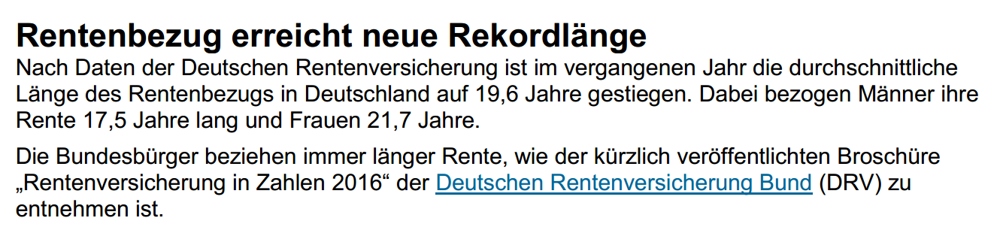 Rentenbezug erreicht neue Rekordlänge
Nach Daten der Deutschen Rentenversicherung ist im vergangenen Jahr die durchschnittliche
Länge des Rentenbezugs in Deutschland auf 19,6 Jahre gestiegen. Dabei bezogen Männer ihre
Rente 17,5 Jahre lang und Frauen 21,7 Jahre.
Die Bundesbürger beziehen immer länger Rente, wie der kürzlich veröffentlichten Broschüre
„Rentenversicherung in Zahlen 2016“ der Deutschen Rentenversicherung Bund (DRV) zu
entnehmen ist.